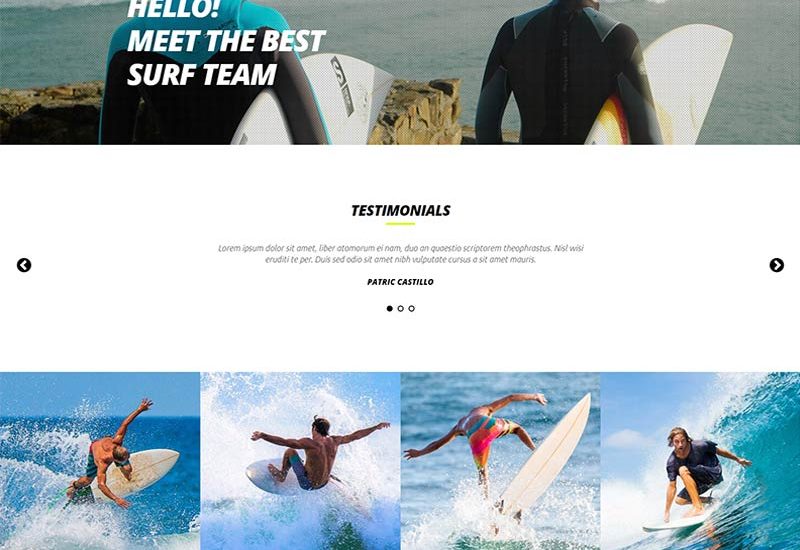 HELLO!
MEET THE BEST
SURF TEAM
TESTIMONIALS
Lorem ipsum dolor sit amet, liber atomorum ei nam, duo an quaestio scriptorem theophrastus. Nisl wisi
eruditi te per. Duis sed odio sit amet nibh vulputate cursus a sit amet mauris.
PATRIC CASTILLO